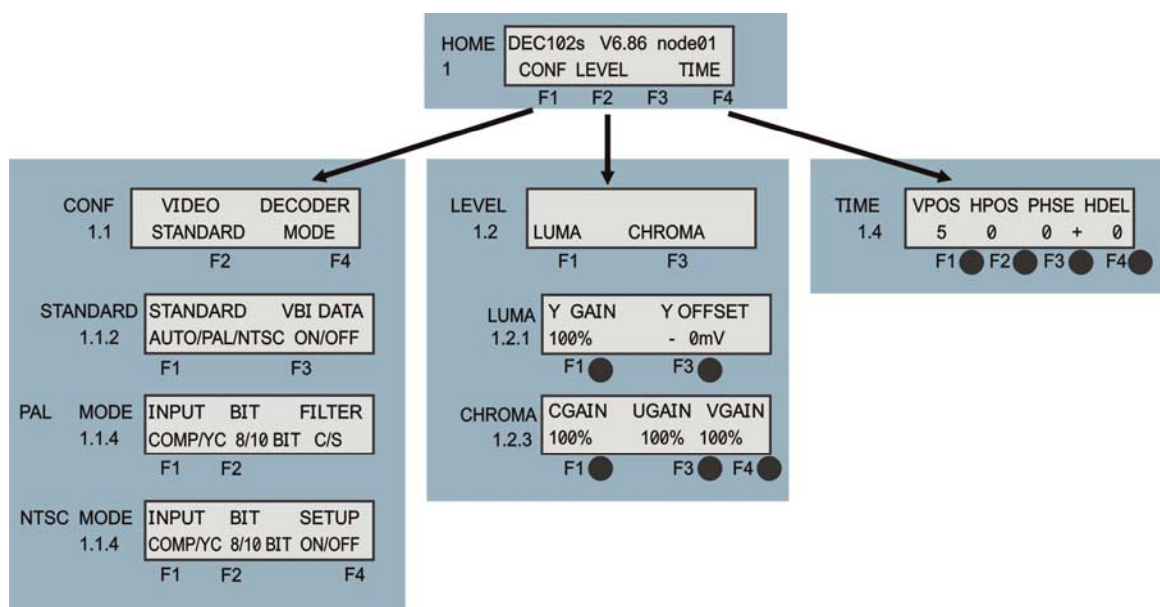 HOME DEC102s V6.86 node01
1 CONF LEVEL TIME
F1 F2 F3 F4
CONF VIDEO DECODER
1.1 STANDARD MODE
F2 F4
STANDARD STANDARD VBI DATA
1.1.2 AUTO/PAL/NTSC ON/OFF
F1 F3
PAL MODE INPUT BIT FILTER
1.1.4 COMP/YC 8/10 BIT C/S
F1 F2
NTSC MODE INPUT BIT SETUP
1.1.4 COMP/YC 8/10 BIT ON/OFF
F1 F2 F4
LEVEL
1.2 LUMA CHROMA
F1 F3
LUMA Y GAIN Y OFFSET
1.2.1 100% - 0mV
F1 F3
CHROMA CGAIN UGAIN VGAIN
1.2.3 100% 100% 100%
F1 F3 F4
TIME VPOS HPOS PHSE HDEL
1.4 5 0 0 + 0
F1 F2 F3 F4